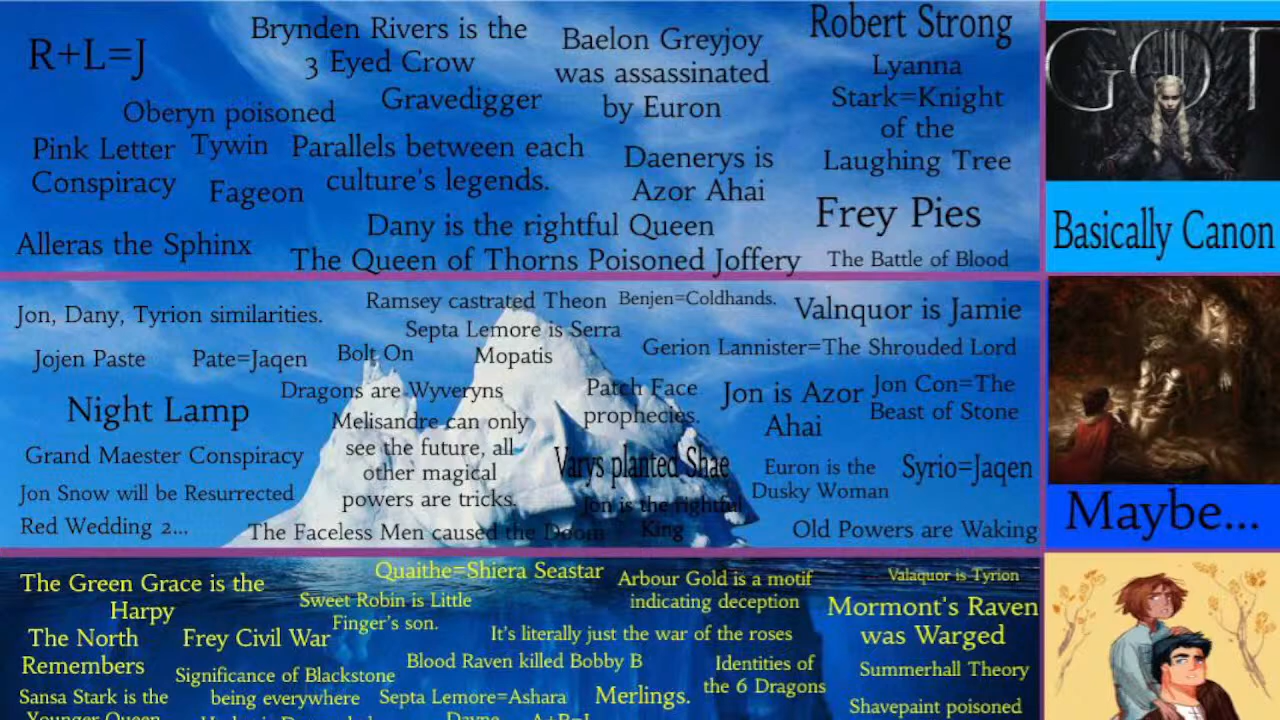 R+L=J
Brynden Rivers is the
3 Eyed Crow
Baelon Greyjoy
was assassinated
by Euron
Robert Strong
Lyanna
Stark=Knight
of the
Laughing Tree
Oberyn poisoned
Tywin
Gravedigger
Pink Letter
Conspiracy
Fageon
Parallels between each
culture's legends.
Daenerys is
Azor Ahai
Frey Pies
Dany is the rightful Queen
Alleras the Sphinx
The Queen of Thorns Poisoned Joffery
The Battle of Blood
GOT
Basically Canon
Jon, Dany, Tyrion similarities.
Ramsey castrated Theon
Benjen=Coldhands.
Valnquor is Jamie
Septa Lemore is Serra
Mopatis
Jojen Paste
Pate=Jaqen
Bolt On
Gerion Lannister=The Shrouded Lord
Dragons are Wyveryns
Patch Face
prophecies.
Jon is Azor
Ahai
Jon Con=The
Beast of Stone
Night Lamp
Melisandre can only
see the future, all
other magical
powers are tricks.
Grand Maester Conspiracy
Varys planted Shae
Euron is the
Dusky Woman
Syrio=Jaqen
Jon Snow will be Resurrected
Jon is the rightful
King
Red Wedding 2...
The Faceless Men caused the Doom
Old Powers are Waking
Maybe...
The Green Grace is the
Harpy
Quaithe=Shiera Seastar
Arbour Gold is a motif
indicating deception
Valaquor is Tyrion
Sweet Robin is Little
Finger's son.
Mormont's Raven
was Warged
The North
Remembers
Frey Civil War
It's literally just the war of the roses
Significance of Blackstone
being everywhere
Blood Raven killed Bobby B
Identities of
the 6 Dragons
Summerhall Theory
Sansa Stark is the
Younger Queen
Septa Lemore=Ashara
Dayne
Merlings.
Shavepaint poisoned